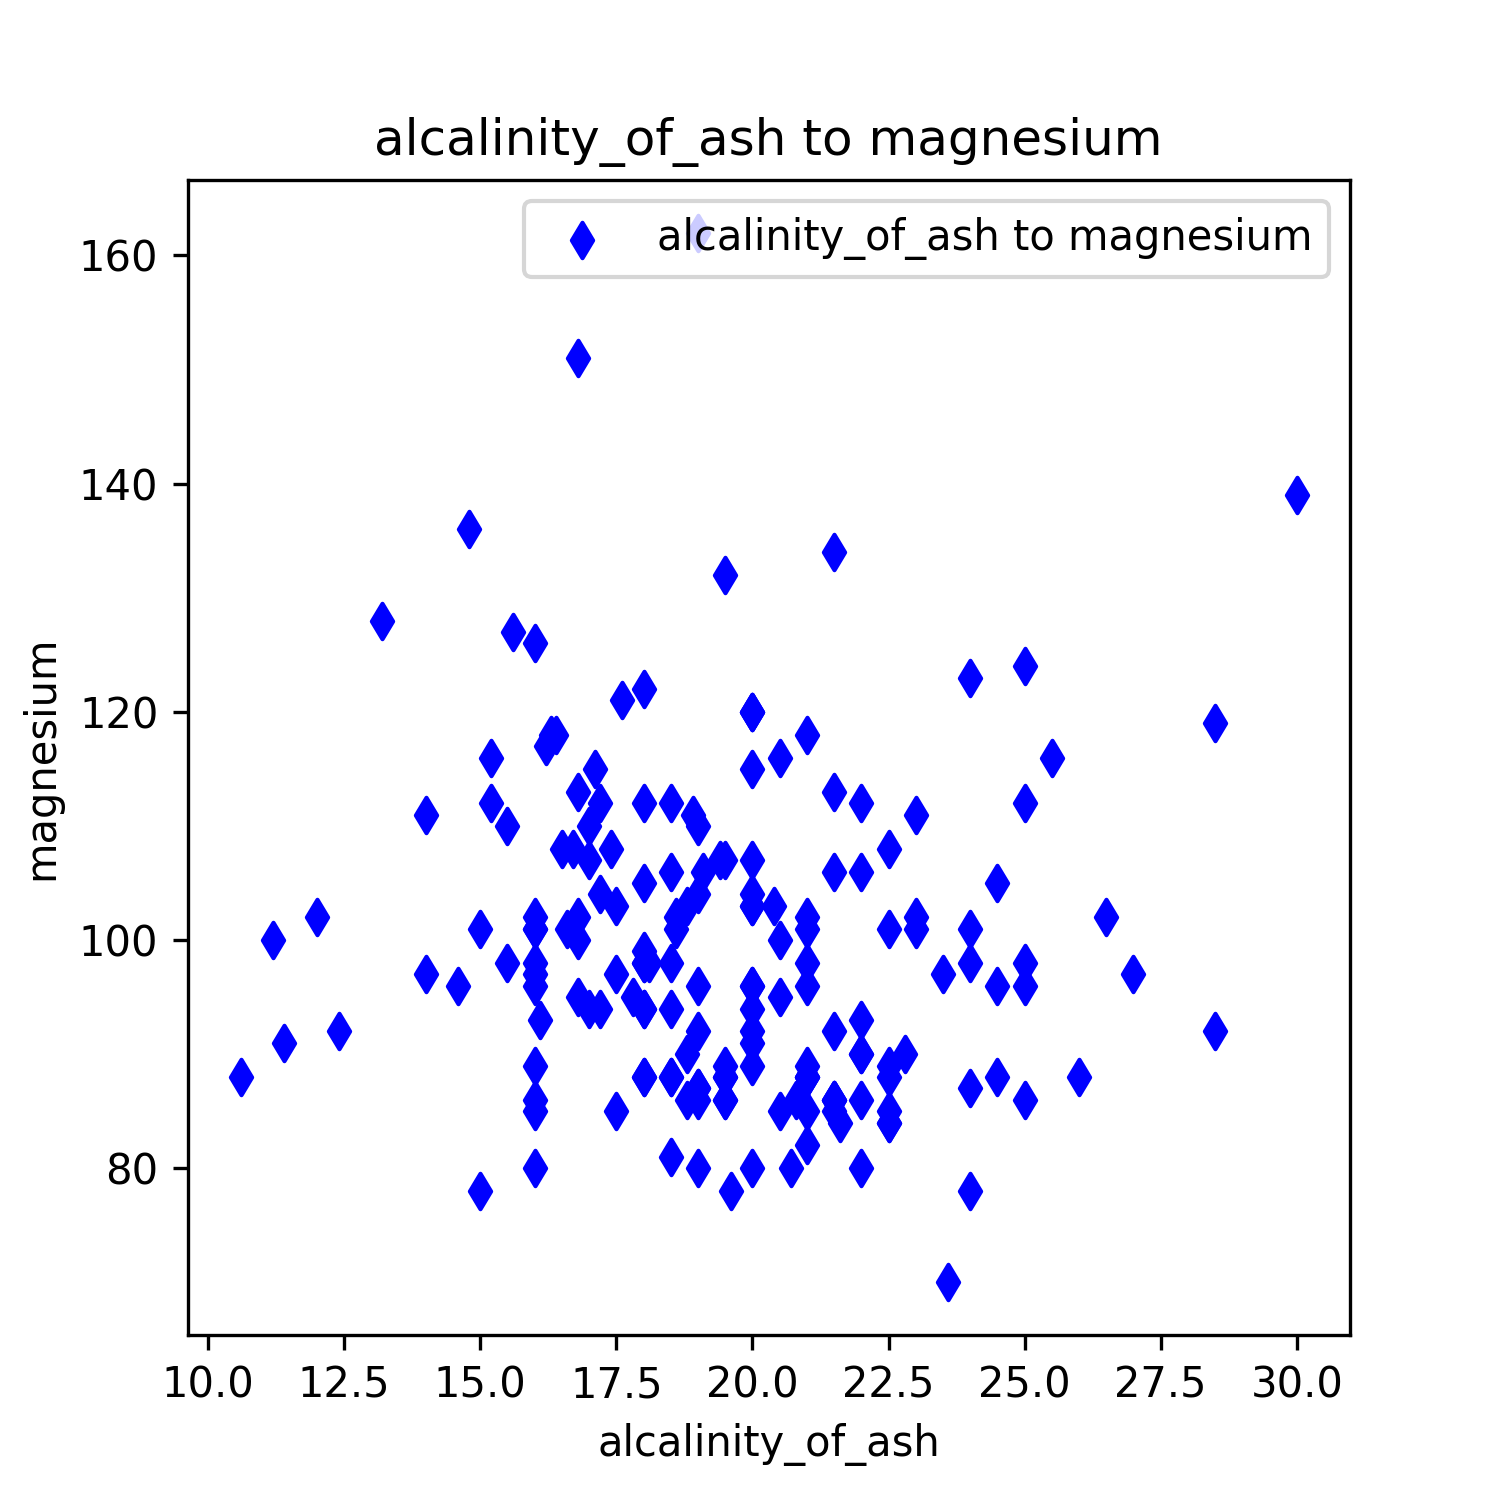 alcalinity_of_ash to magnesium
alcalinity_of_ash to magnesium
160
140
120
100
80
magnesium
10.0 12.5 15.0 17.5 20.0 22.5 25.0 27.5 30.0
alcalinity_of_ash